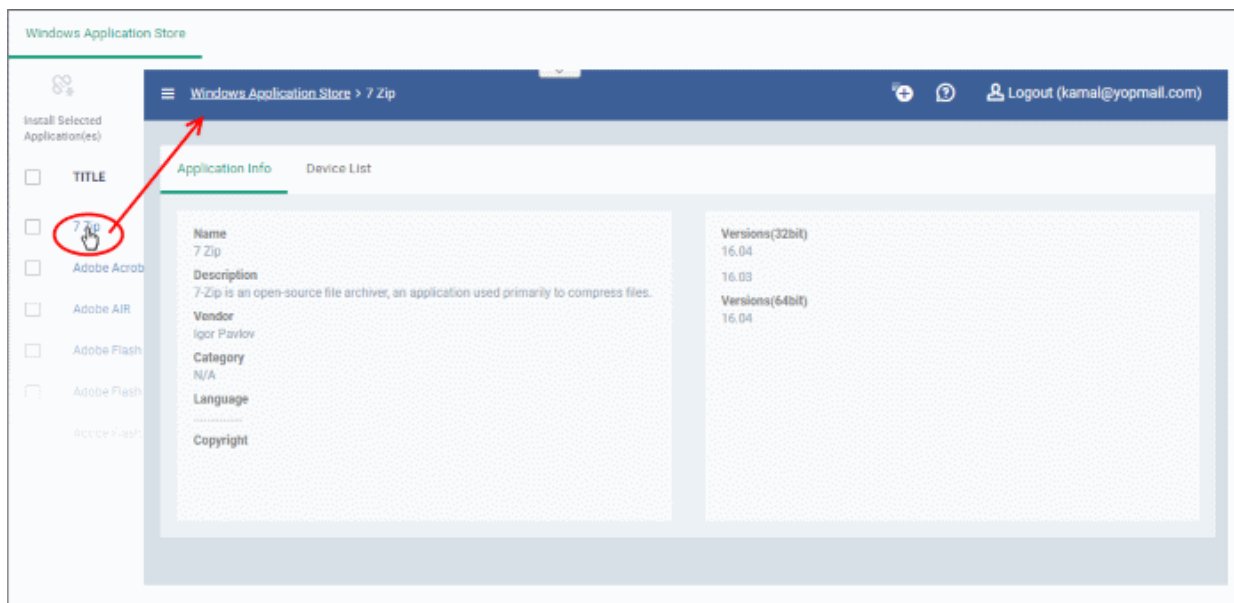 Windows Application Store
Install Selected
Application(es)
TITLE
7 Zip
Adobe Acrob
Adobe AIR
Adobe Flash
Adobe Flash
Windows Application Store > 7 Zip
Logout (kamal@yopmail.com)
Application Info
Device List
Name
7 Zip
Description
7-Zip is an open-source file archiver, an application used primarily to compress files.
Vendor
Igor Pavlov
Category
N/A
Language
Copyright
Versions(32bit)
16.04
16.03
Versions(64bit)
16.04